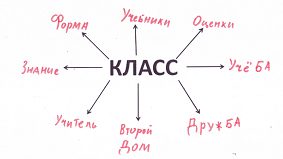 Форма
Учебники
Оценки
Знание
КЛАСС
Учёба
Учитель
Второй
Дом
Дружба